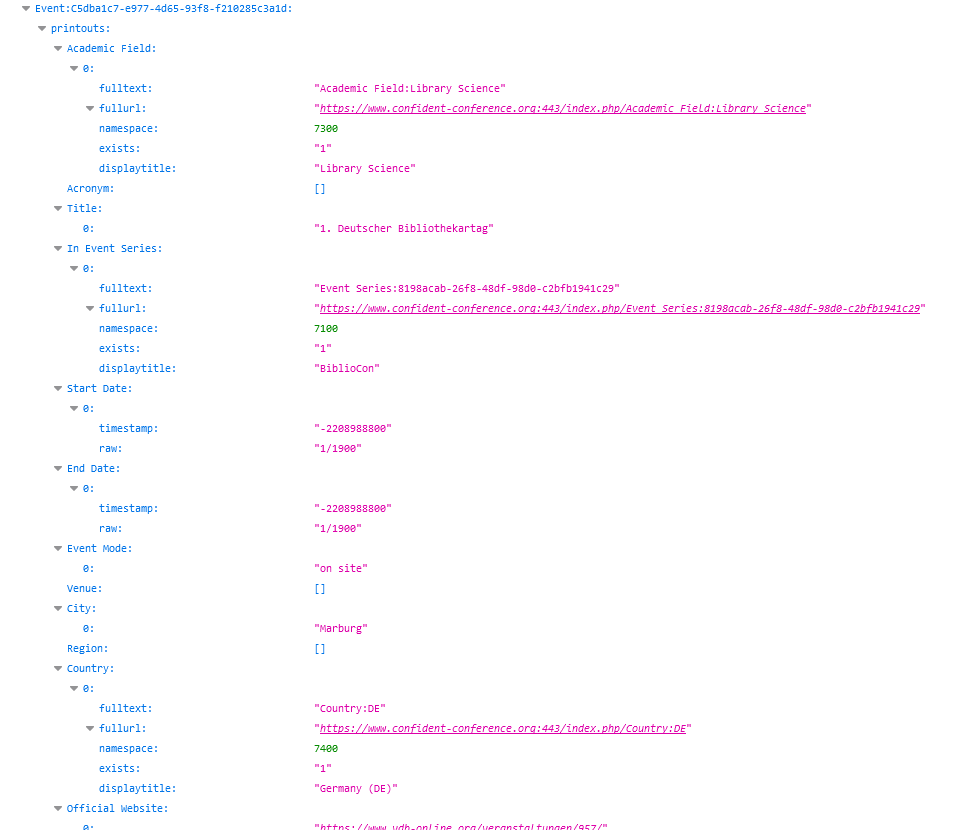 Event:C5dba1c7-e977-4d65-93f8-f210285c3a1d:
printouts:
Academic Field:
0:
fulltext: "Academic Field:Library Science"
fullurl: "https://www.confident-conference.org:443/index.php/Academic_Field:Library_Science"
namespace: 7300
exists: "1"
displaytitle: "Library Science"
Acronym: []
Title:
0: "1. Deutscher Bibliothekartag"
In Event Series:
0:
fulltext: "Event Series:8198acab-26f8-48df-98d0-c2bfb1941c29"
fullurl: "https://www.confident-conference.org:443/index.php/Event_Series:8198acab-26f8-48df-98d0-c2bfb1941c29"
namespace: 7100
exists: "1"
displaytitle: "BiblioCon"
Start Date:
0:
timestamp: "-2208988800"
raw: "1/1900"
End Date:
0:
timestamp: "-2208988800"
raw: "1/1900"
Event Mode:
0: "on site"
Venue: []
City:
0: "Marburg"
Region: []
Country:
0:
fulltext: "Country:DE"
fullurl: "https://www.confident-conference.org:443/index.php/Country:DE"
namespace: 7400
exists: "1"
displaytitle: "Germany (DE)"
Official Website:
0: "https://www.vdb-online.org/veranstaltungen/957/"